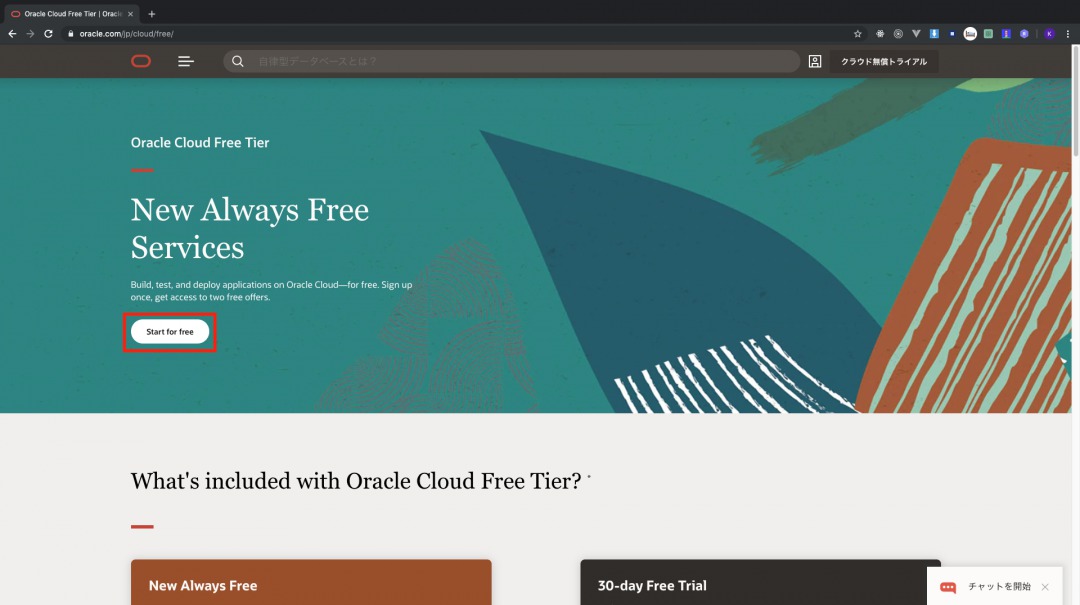 Oracle Cloud Free Tier | Oracle
oracle.com/jp/cloud/free/
自律型データベースとは？
クラウド無償トライアル
Oracle Cloud Free Tier
New Always Free
Services
Build, test, and deploy applications on Oracle Cloud—for free. Sign up
once, get access to two free offers.
Start for free
What's included with Oracle Cloud Free Tier? *
New Always Free
30-day Free Trial
チャットを開始